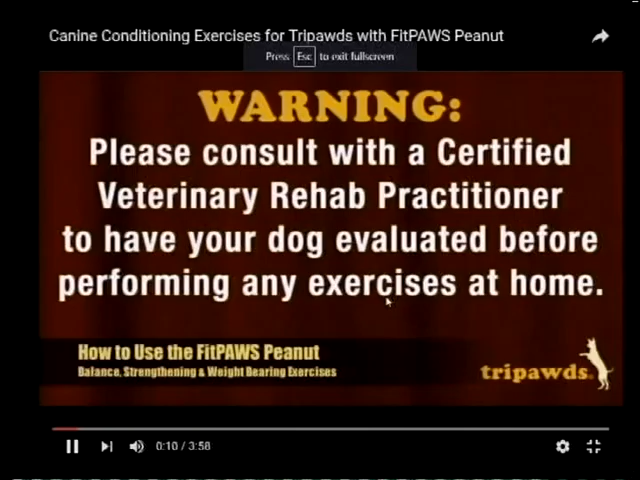 Canine Conditioning Exercises for Tripawds with FitPAWS Peanut
Press Esc to exit fullscreen
WARNING:
Please consult with a Certified
Veterinary Rehab Practitioner
to have your dog evaluated before
performing any exercises at home.
How to Use the FitPAWS Peanut
Balance, Strengthening & Weight Bearing Exercises
tripawds
0:10 / 3:58